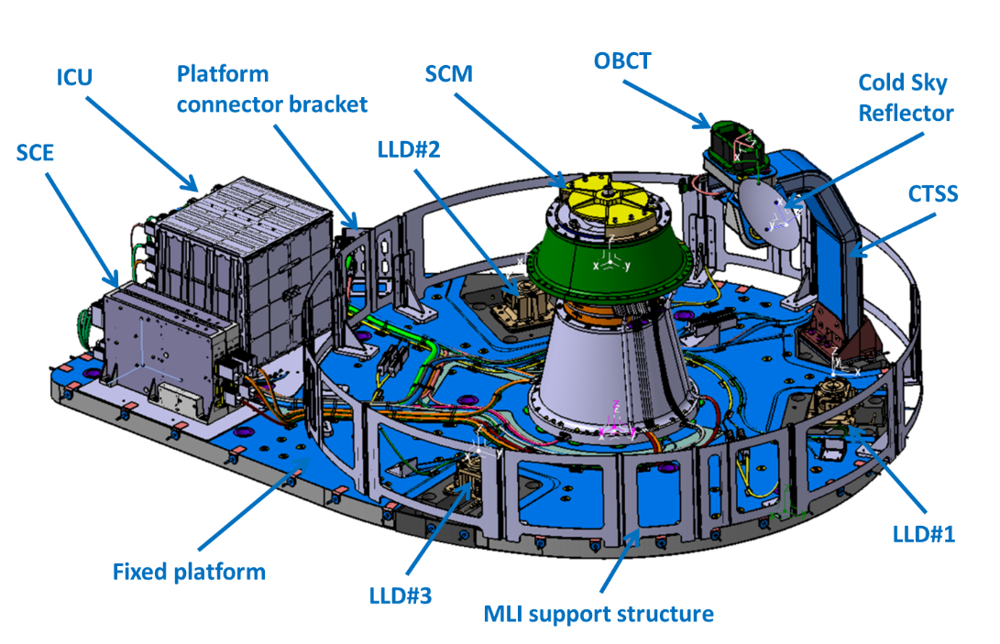 OBCT
ICU
Platform
connector bracket
SCM
Cold Sky
Reflector
SCE
LLD#2
CTSS
LLD#1
Fixed platform
LLD#3
MLI support structure